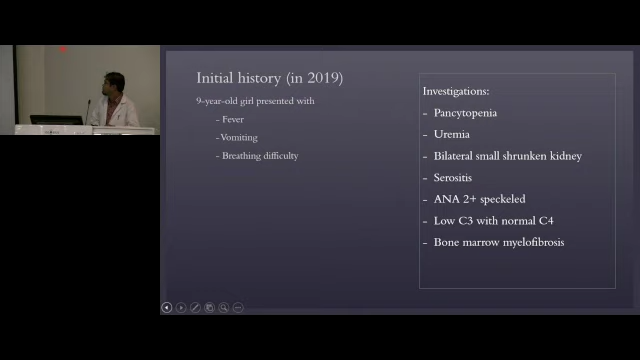 Initial history (in 2019)
9-year-old girl presented with
- Fever
- Vomiting
- Breathing difficulty
Investigations:
- Pancytopenia
- Uremia
- Bilateral small shrunken kidney
- Serositis
- ANA 2+ speckeled
- Low C3 with normal C4
- Bone marrow myelofibrosis